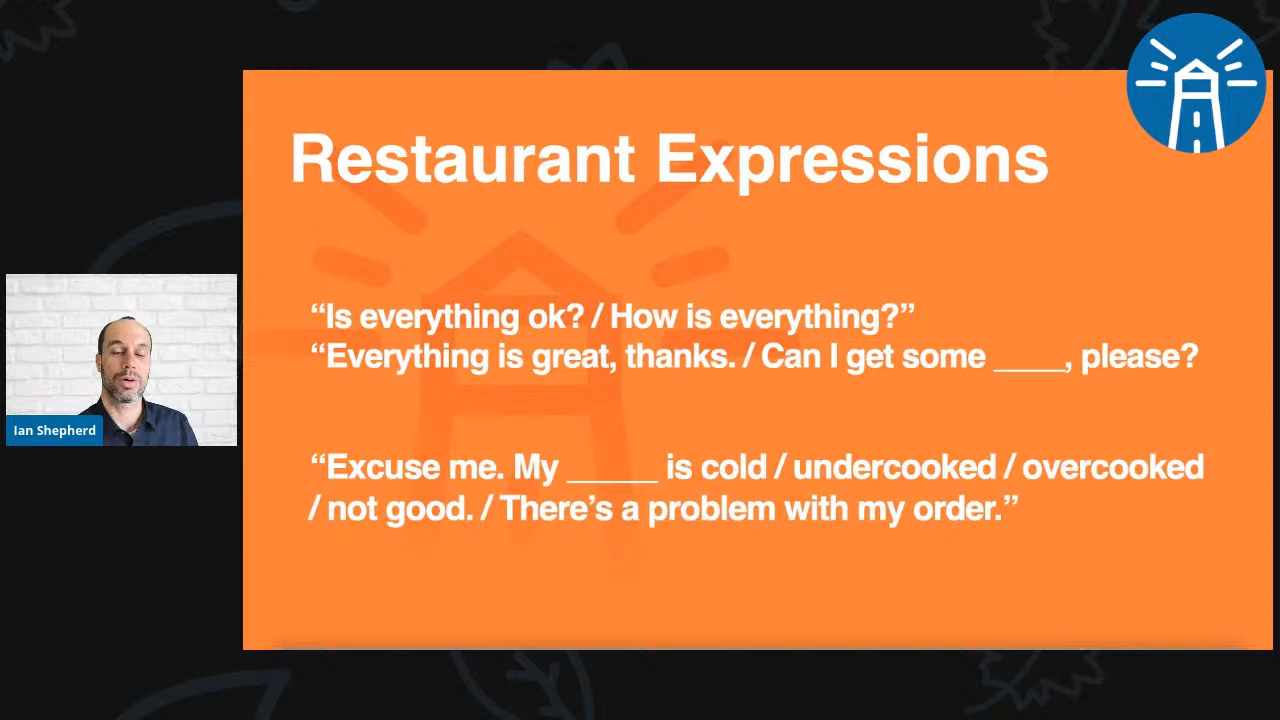 Restaurant Expressions
“Is everything ok? / How is everything?”
“Everything is great, thanks. / Can I get some ____, please?
“Excuse me. My _____ is cold / undercooked / overcooked
/ not good. / There’s a problem with my order.”
Ian Shepherd